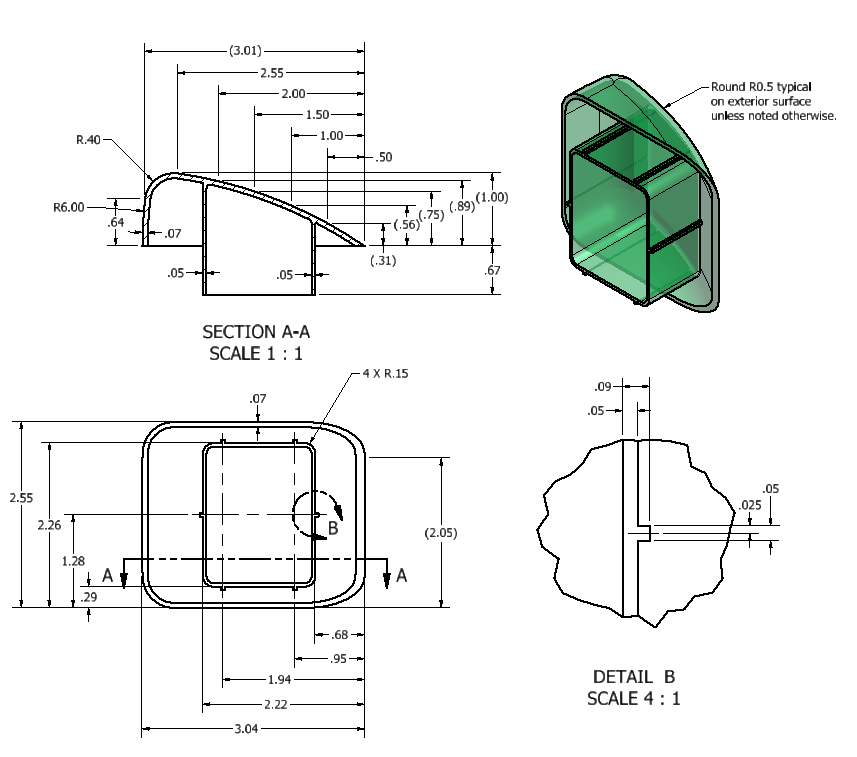 (3.01)
2.55
2.00
1.50
1.00
.50
R.40
R6.00
.64
.07
(.31)
(.56)
(.75)
(.89)
(1.00)
.67
.05
.05
SECTION A-A
SCALE 1 : 1
Round R0.5 typical
on exterior surface
unless noted otherwise.
4 X R.15
.07
2.55
2.26
1.28
.29
A
A
B
(2.05)
.68
.95
1.94
2.22
3.04
.09
.05
.05
.025
DETAIL B
SCALE 4 : 1